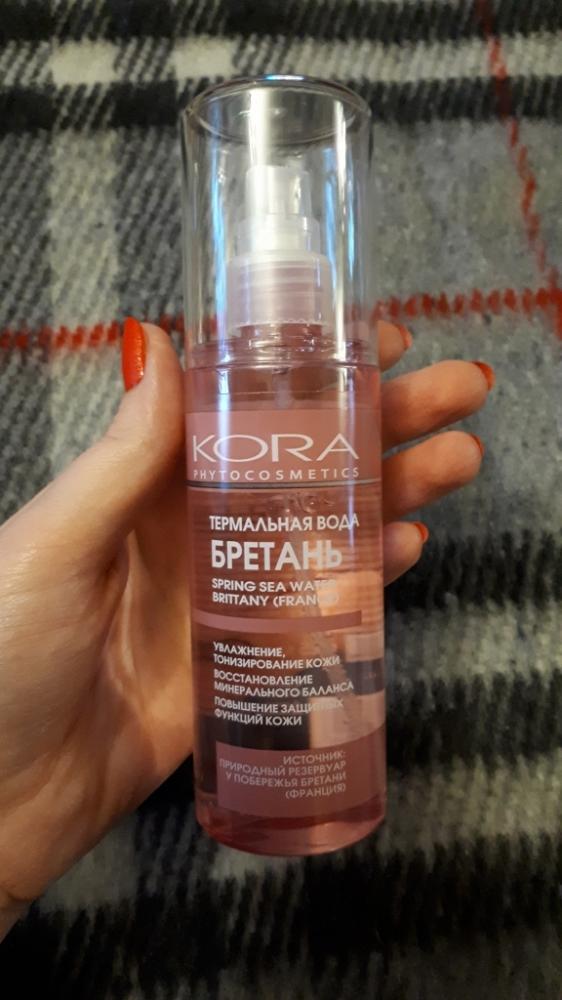 KORA
PHYTOCOSMETICS
ТЕРМАЛЬНАЯ ВОДА
БРЕТАНЬ
SPRING SEA WATER
BRITTANY (FRANCE)
УВЛАЖНЕНИЕ,
ТОНИЗИРОВАНИЕ КОЖИ
ВОССТАНОВЛЕНИЕ
МИНЕРАЛЬНОГО БАЛАНСА
ПОВЫШЕНИЕ ЗАЩИТНЫХ
ФУНКЦИЙ КОЖИ
ИСТОЧНИК:
ПРИРОДНЫЙ РЕЗЕРВУАР
У ПОБЕРЕЖЬЯ БРЕТАНИ
(ФРАНЦИЯ)